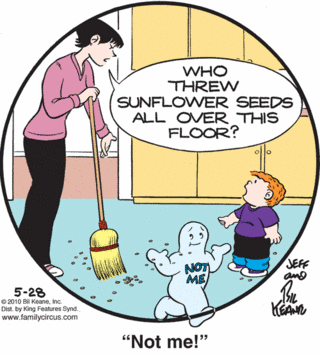 WHO
THREW
SUNFLOWER SEEDS
ALL OVER THIS
FLOOR?
NOT
ME
5-28
© 2010 Bil Keane, Inc.
Dist. by King Features Synd.
www.familycircus.com
JEFF
and
BIL
KEANE
"Not me!"